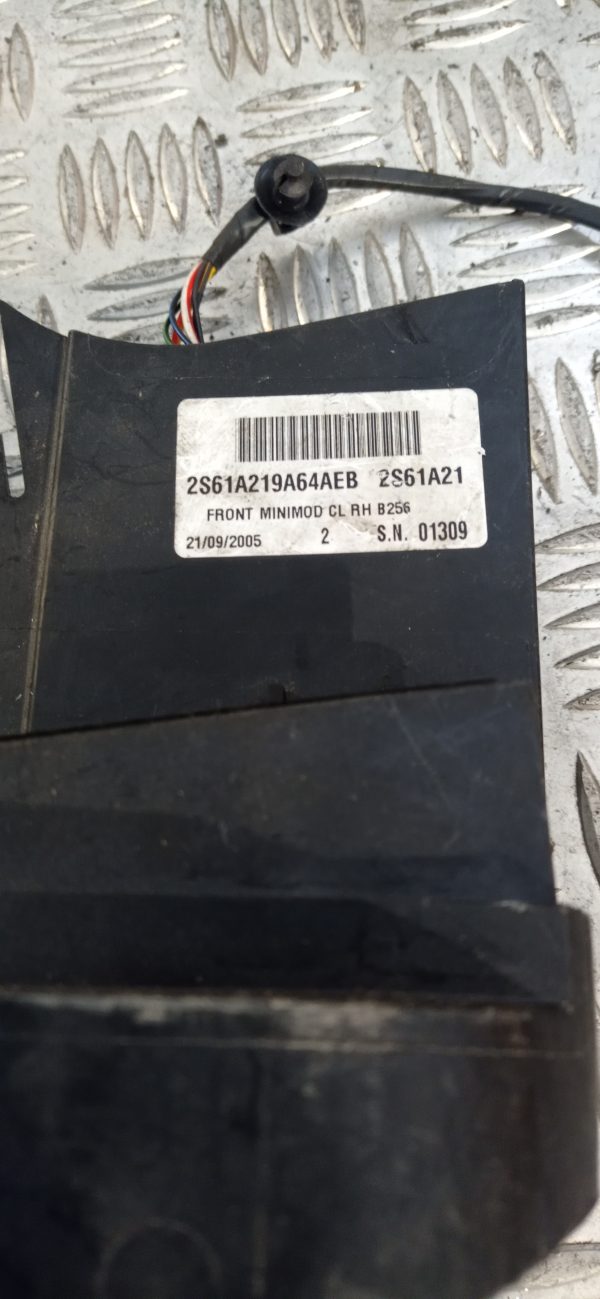 2S61A219A64AEB 2S61A21
FRONT MINIMOD CL RH B256
21/09/2005 2 S.N. 01309